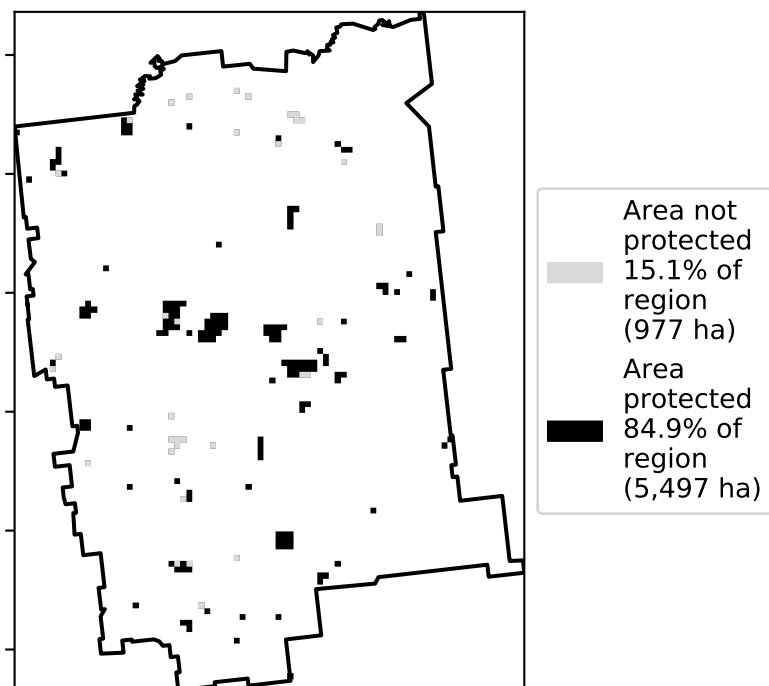 Area not
protected
15.1% of
region
(977 ha)
Area
protected
84.9% of
region
(5,497 ha)